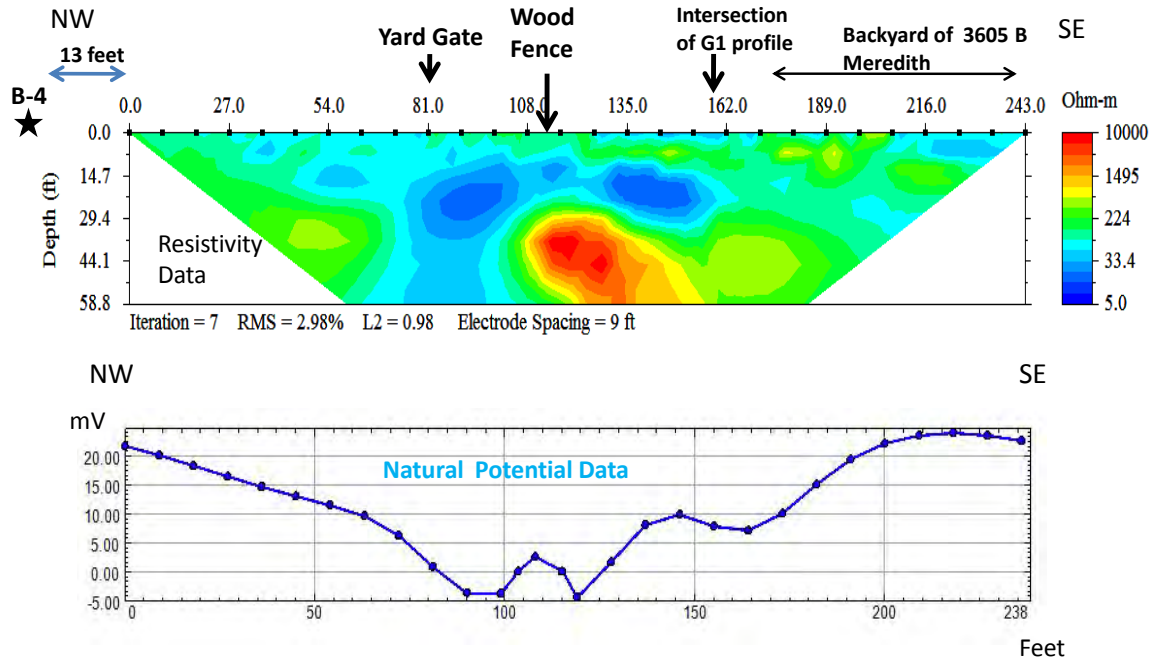 NW
13 feet
B-4
Yard Gate
Wood
Fence
Intersection
of G1 profile
Backyard of 3605 B
Meredith
SE
0.0 27.0 54.0 81.0 108.0 135.0 162.0 189.0 216.0 243.0
Ohm-m
Depth (ft)
0.0
14.7
29.4
44.1
58.8
10000
1495
224
33.4
5.0
Resistivity
Data
Iteration = 7 RMS = 2.98% L2 = 0.98 Electrode Spacing = 9 ft
NW
SE
mV
20.00
15.00
10.00
5.00
0.00
-5.00
Natural Potential Data
0 50 100 150 200 238
Feet